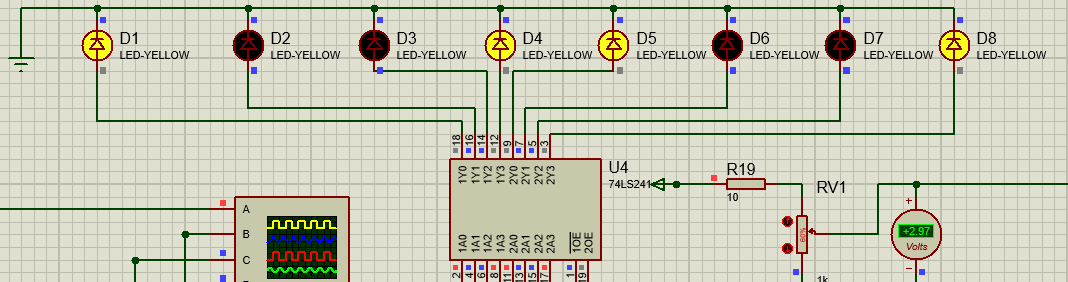 D1 D2 D3 D4 D5 D6 D7 D8
LED-YELLOW LED-YELLOW LED-YELLOW LED-YELLOW LED-YELLOW LED-YELLOW LED-YELLOW LED-YELLOW
18 16 14 12 9 7 5 3
1Y0 1Y1 1Y2 1Y3 2Y0 2Y1 2Y2 2Y3
U4
74LS241
R19
10
RV1
60%
1k
+
+2.97
Volts
−
A
B
C
1A0 1A1 1A2 1A3 2A0 2A1 2A2 2A3 1OE 2OE
2 4 6 8 11 13 15 17 1 19